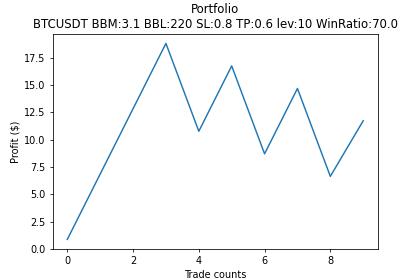 Portfolio
BTCUSDT BBM:3.1 BBL:220 SL:0.8 TP:0.6 lev:10 WinRatio:70.0
17.5
15.0
12.5
10.0
7.5
5.0
2.5
0.0
Profit ($)
0 2 4 6 8
Trade counts